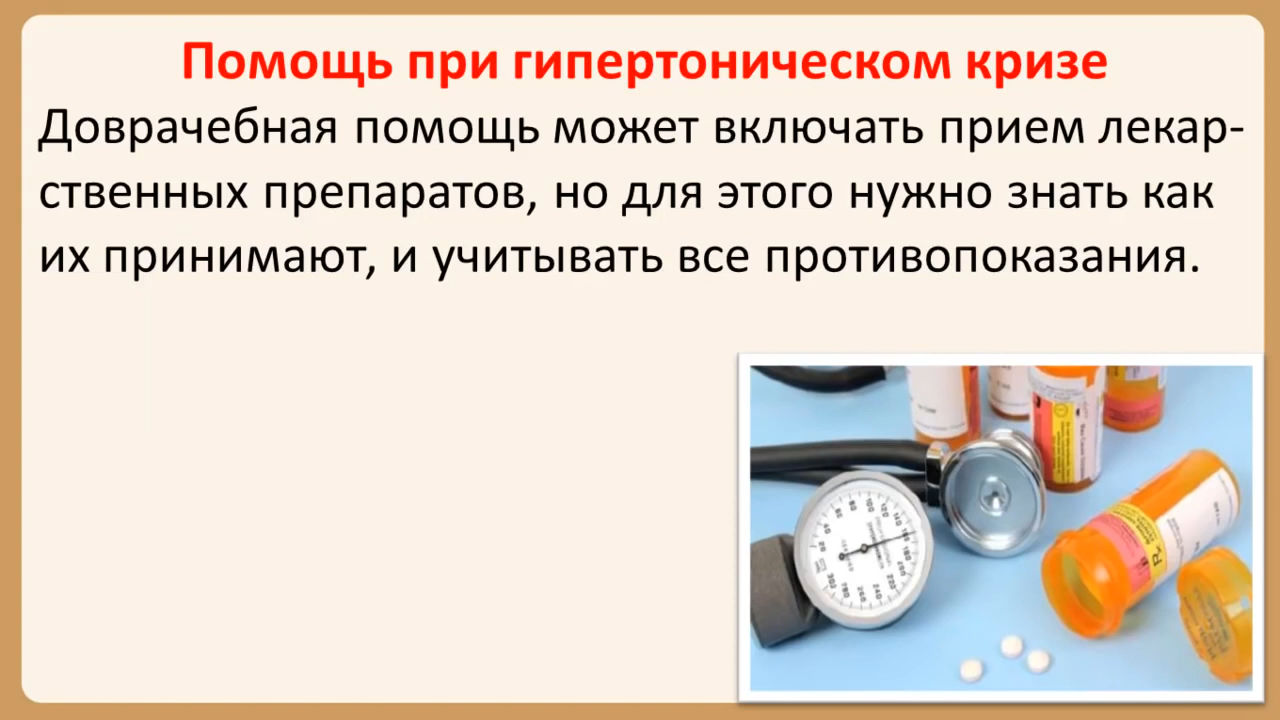 Помощь при гипертоническом кризе
Доврачебная помощь может включать прием лекар-
ственных препаратов, но для этого нужно знать как
их принимают, и учитывать все противопоказания.